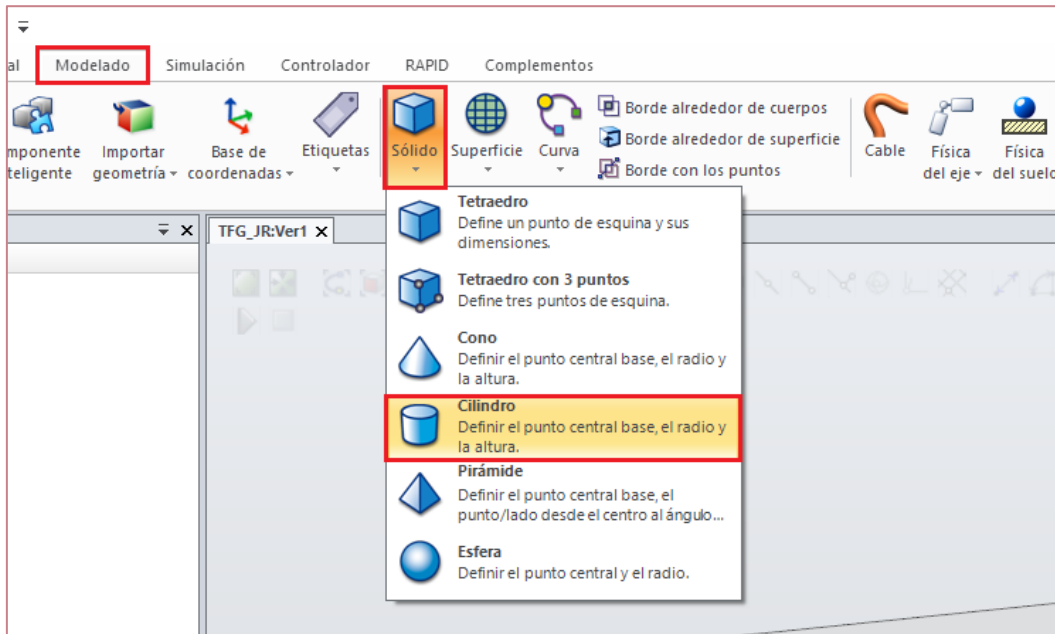 al Modelado Simulación Controlador RAPID Complementos
mponente
teligente
Importar
geometría
Base de
coordenadas
Etiquetas
Sólido
Superficie
Curva
Borde alrededor de cuerpos
Borde alrededor de superficie
Borde con los puntos
Cable
Física
del eje
Física
del suelo
TFG_JR:Ver1
Tetraedro
Define un punto de esquina y sus
dimensiones.
Tetraedro con 3 puntos
Define tres puntos de esquina.
Cono
Definir el punto central base, el radio y
la altura.
Cilindro
Definir el punto central base, el radio y
la altura.
Pirámide
Definir el punto central base, el
punto/lado desde el centro al ángulo...
Esfera
Definir el punto central y el radio.